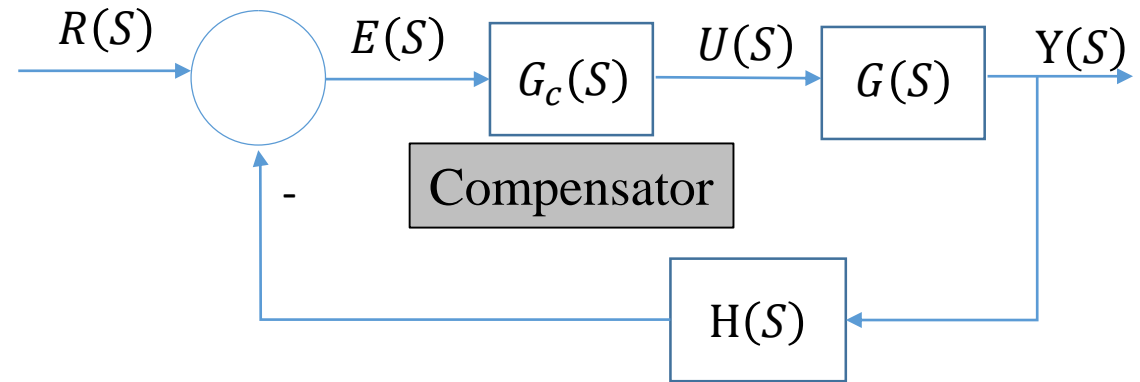 R(S)
E(S)
G_c(S)
U(S)
G(S)
Y(S)
Compensator
-
H(S)